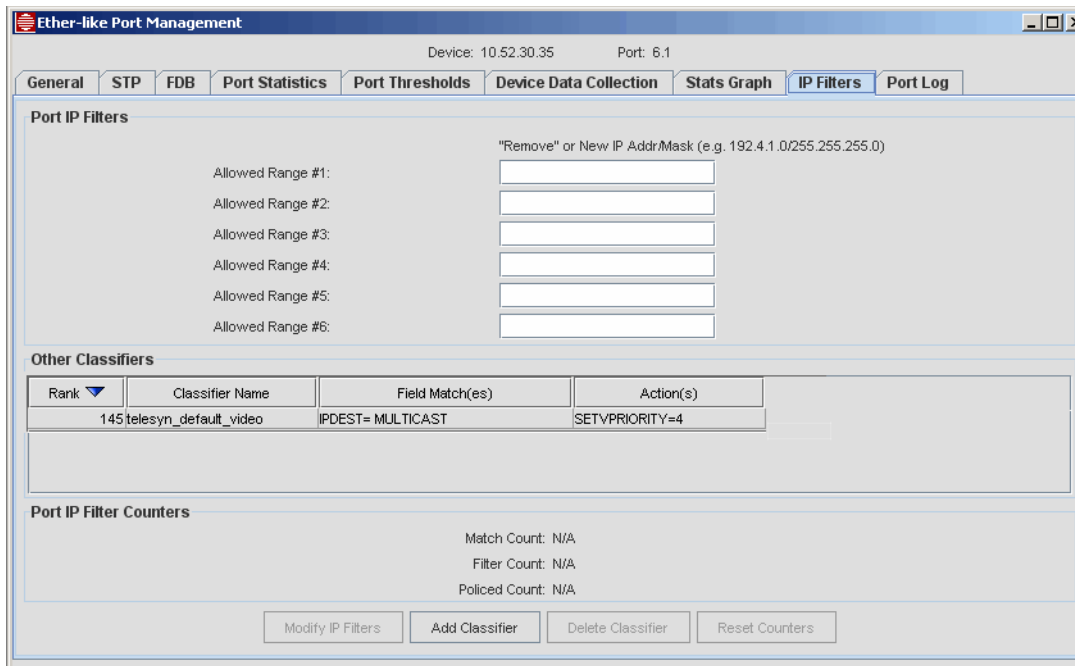 Ether-like Port Management
Device: 10.52.30.35 Port: 6.1
General STP FDB Port Statistics Port Thresholds Device Data Collection Stats Graph IP Filters Port Log
Port IP Filters
"Remove" or New IP Addr/Mask (e.g. 192.4.1.0/255.255.255.0)
Allowed Range #1:
Allowed Range #2:
Allowed Range #3:
Allowed Range #4:
Allowed Range #5:
Allowed Range #6:
Other Classifiers
Rank Classifier Name Field Match(es) Action(s)
145 telesyn_default_video IPDEST= MULTICAST SETVPRIORITY=4
Port IP Filter Counters
Match Count: N/A
Filter Count: N/A
Policed Count: N/A
Modify IP Filters Add Classifier Delete Classifier Reset Counters